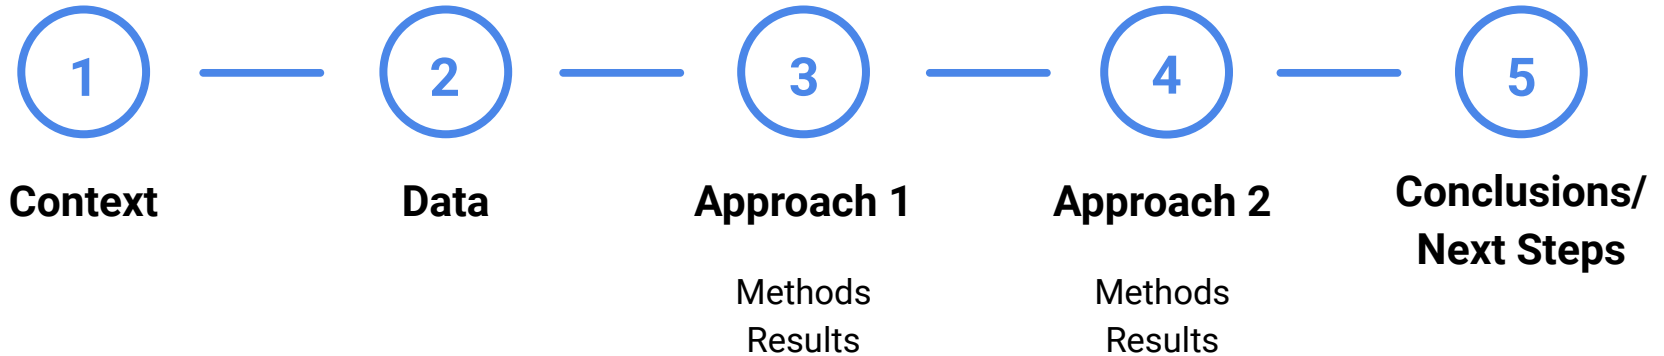 1
2
3
4
5
Context
Data
Approach 1
Approach 2
Conclusions/
Next Steps
Methods
Results
Methods
Results